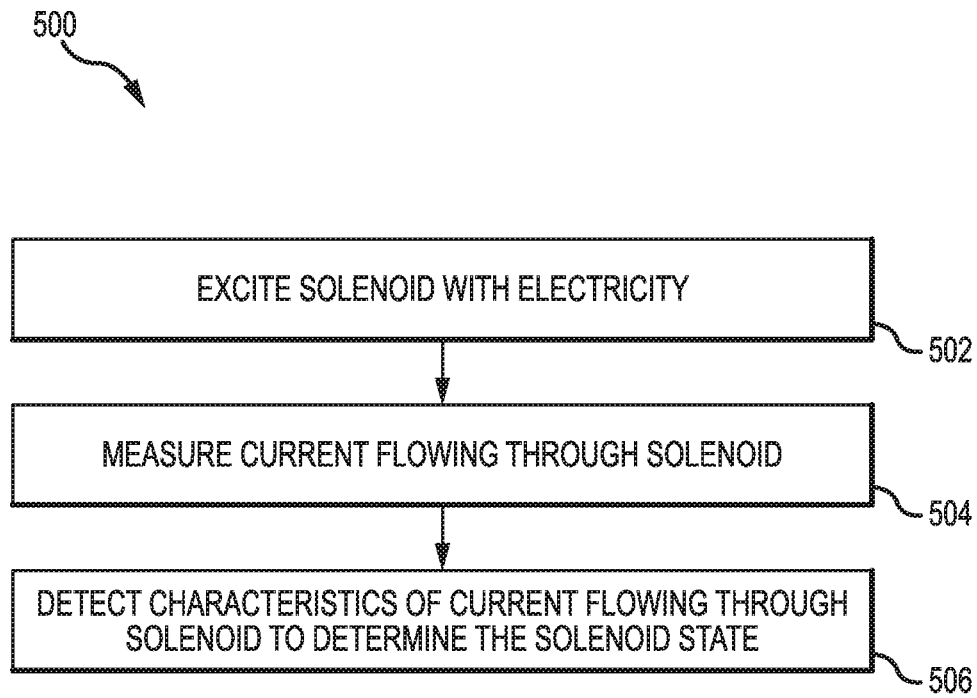 500
EXCITE SOLENOID WITH ELECTRICITY
502
MEASURE CURRENT FLOWING THROUGH SOLENOID
504
DETECT CHARACTERISTICS OF CURRENT FLOWING THROUGH
SOLENOID TO DETERMINE THE SOLENOID STATE
506